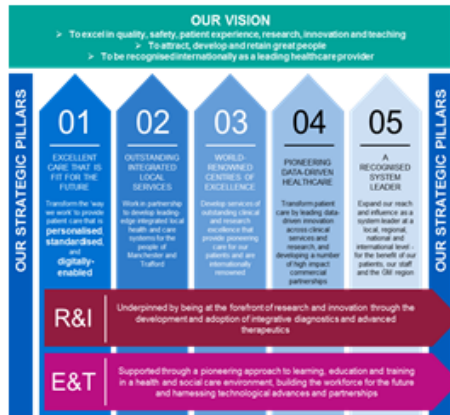 OUR VISION
➢ To excel in quality, safety, patient experience, research, innovation and teaching
➢ To attract, develop and retain great people
➢ To be recognised internationally as a leading healthcare provider
OUR STRATEGIC PILLARS
01
EXCELLENT
CARE THAT IS
FIT FOR THE
FUTURE
Transform the 'way
we work' to provide
patient care that is
personalised,
standardised,
and
digitally-
enabled
02
OUTSTANDING
INTEGRATED
LOCAL
SERVICES
Work in partnership
to develop leading-
edge integrated local
health and care
systems for the
people of
Manchester and
Trafford
03
WORLD-
RENOWNED
CENTRES OF
EXCELLENCE
Develop services of
outstanding clinical
and research
excellence that
provide pioneering
care for our
patients and are
internationally
renowned
04
PIONEERING
DATA-DRIVEN
HEALTHCARE
Transform patient
care by leading data-
driven innovation
across clinical
services and
research, and
developing a number
of high impact
commercial
partnerships
05
A
RECOGNISED
SYSTEM
LEADER
Expand our reach
and influence as a
system leader at a
local, regional,
national and
international level -
for the benefit of our
patients, our staff
and the GM region
OUR STRATEGIC PILLARS
R&I
Underpinned by being at the forefront of research and innovation through the
development and adoption of integrative diagnostics and advanced
therapeutics
E&T
Supported through a pioneering approach to learning, education and training
in a health and social care environment, building the workforce for the future
and harnessing technological advances and partnerships